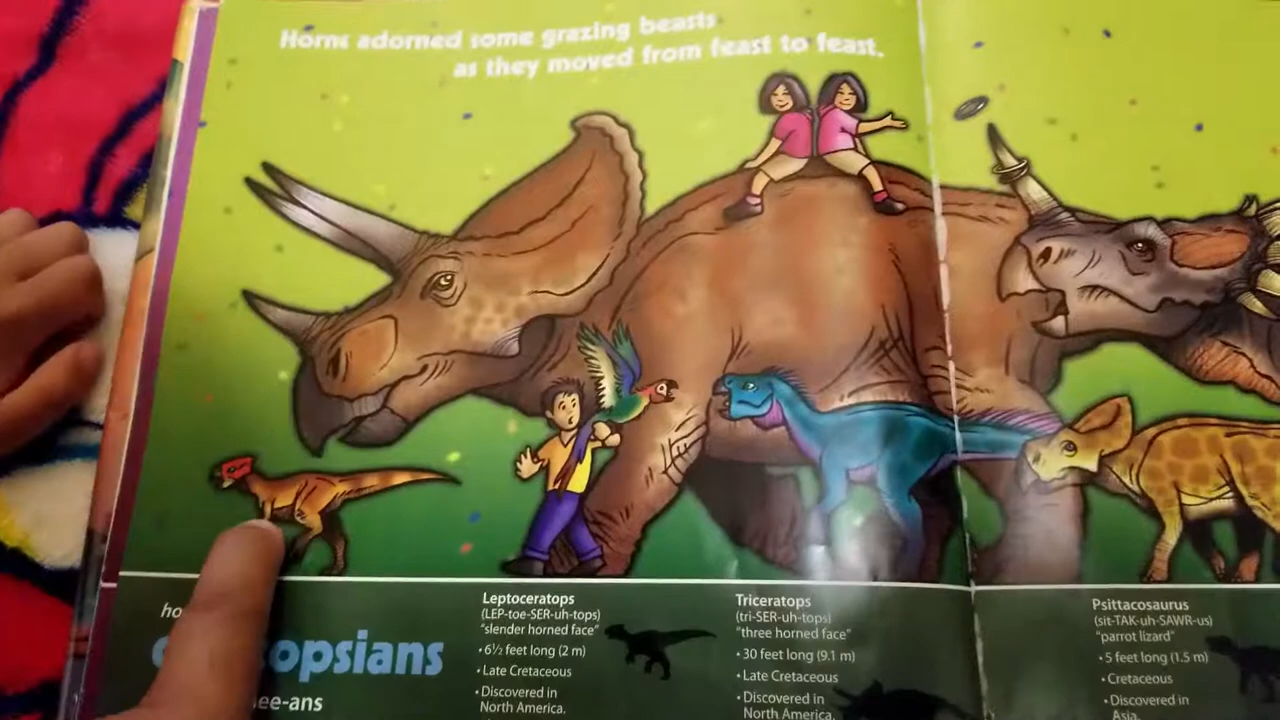 Horns adorned some grazing beasts
as they moved from feast to feast.
Leptoceratops
(LEP-toe-SER-uh-tops)
"slender horned face"
• 6½ feet long (2 m)
• Late Cretaceous
• Discovered in
North America.
Triceratops
(tri-SER-uh-tops)
"three horned face"
• 30 feet long (9.1 m)
• Late Cretaceous
• Discovered in
North America.
Psittacosaurus
(sit-TAK-uh-SAWR-us)
"parrot lizard"
• 5 feet long (1.5 m)
• Cretaceous
• Discovered in
Asia.
ho
opsians
ee-ans